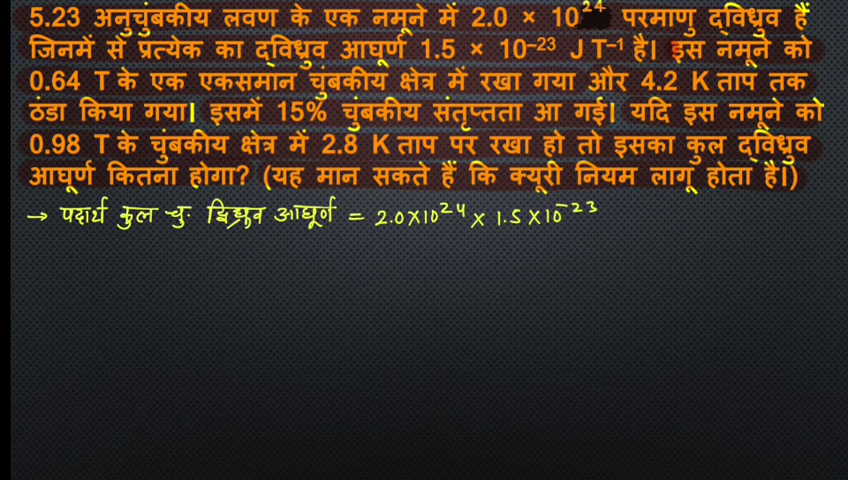 5.23 अनुचुंबकीय लवण के एक नमूने में 2.0 × 10²⁴ परमाणु द्विध्रुव हैं
जिनमें से प्रत्येक का द्विध्रुव आघूर्ण 1.5 × 10⁻²³ J T⁻¹ है। इस नमूने को
0.64 T के एक एकसमान चुंबकीय क्षेत्र में रखा गया और 4.2 K ताप तक
ठंडा किया गया। इसमें 15% चुंबकीय संतृप्तता आ गई। यदि इस नमूने को
0.98 T के चुंबकीय क्षेत्र में 2.8 K ताप पर रखा हो तो इसका कुल द्विध्रुव
आघूर्ण कितना होगा? (यह मान सकते हैं कि क्यूरी नियम लागू होता है।)
→ पदार्थ कुल चु. द्विध्रुव आघूर्ण = 2.0×10²⁴ × 1.5×10⁻²³